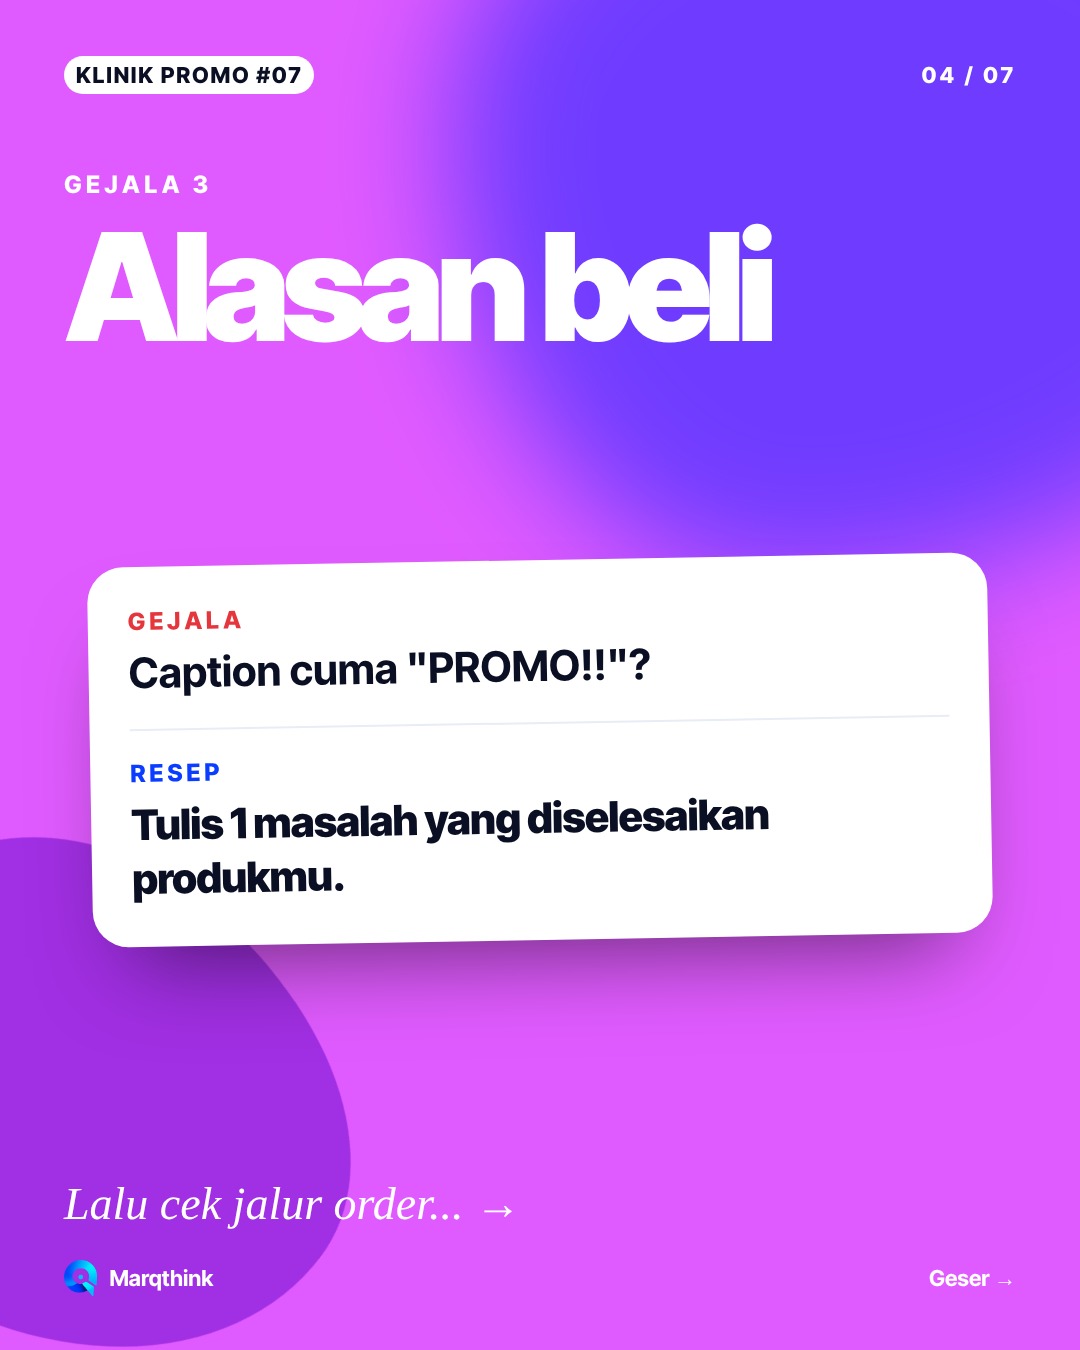 KLINIK PROMO #07
04 / 07
GEJALA 3
Alasan beli
GEJALA
Caption cuma "PROMO!!"?
RESEP
Tulis 1 masalah yang diselesaikan
produkmu.
Lalu cek jalur order... →
Marqthink
Geser →